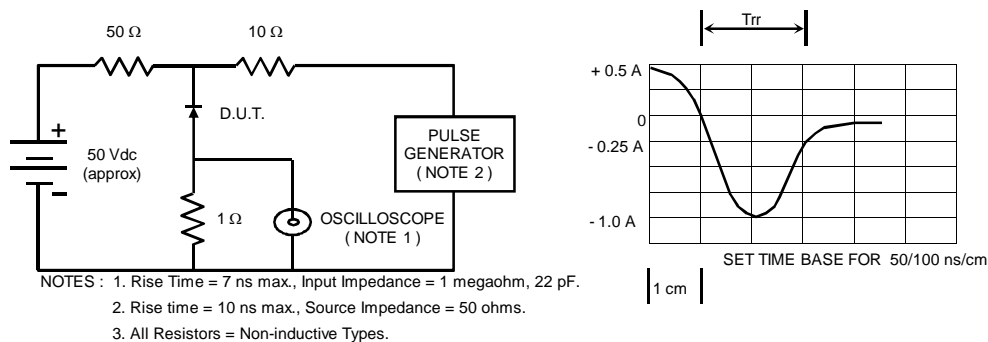 50 Ω
10 Ω
Trr
+ 0.5 A
D.U.T.
+
50 Vdc
(approx)
PULSE
GENERATOR
( NOTE 2 )
0
- 0.25 A
1 Ω
OSCILLOSCOPE
( NOTE 1 )
- 1.0 A
SET TIME BASE FOR 50/100 ns/cm
1 cm
NOTES : 1. Rise Time = 7 ns max., Input Impedance = 1 megaohm, 22 pF.
2. Rise time = 10 ns max., Source Impedance = 50 ohms.
3. All Resistors = Non-inductive Types.